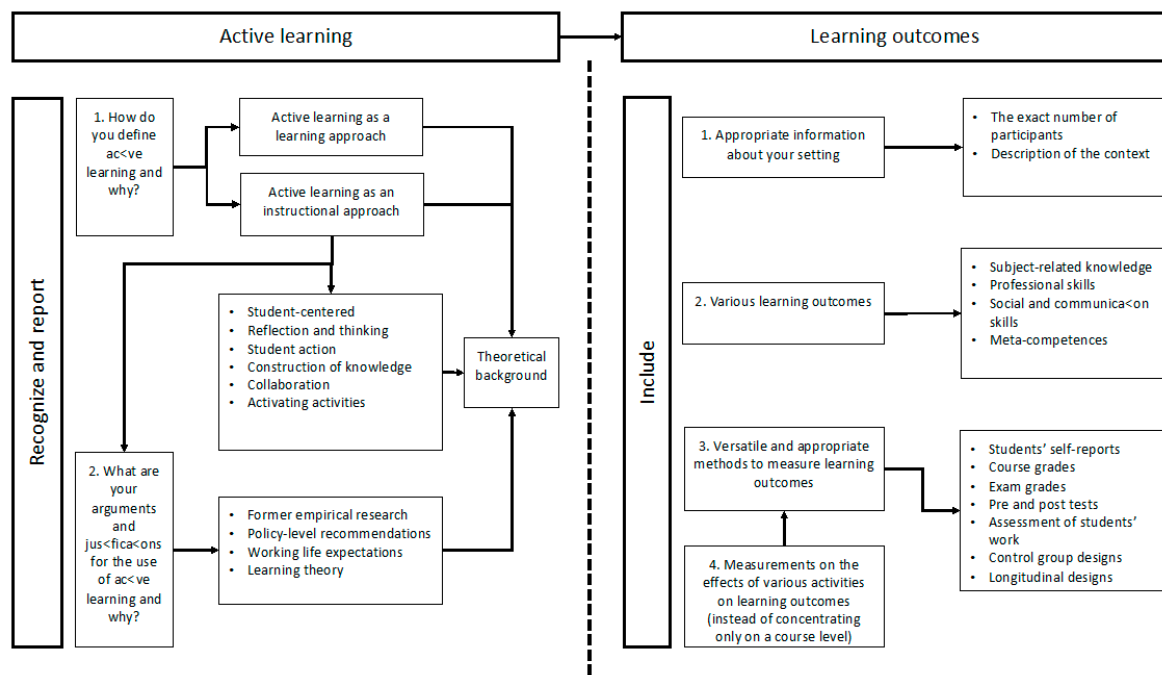 Active learning
Learning outcomes
Recognize and report
1. How do
you define
ac<ve
learning and
why?
Active learning as a
learning approach
Active learning as an
instructional approach
• Student-centered
• Reflection and thinking
• Student action
• Construction of knowledge
• Collaboration
• Activating activities
Theoretical
background
2. What are
your
arguments
and
jus<fica<ons
for the use
of ac<ve
learning and
why?
• Former empirical research
• Policy-level recommendations
• Working life expectations
• Learning theory
Include
1. Appropriate information
about your setting
• The exact number of
participants
• Description of the context
2. Various learning outcomes
• Subject-related knowledge
• Professional skills
• Social and communica<on
skills
• Meta-competences
3. Versatile and appropriate
methods to measure learning
outcomes
• Students’ self-reports
• Course grades
• Exam grades
• Pre and post tests
• Assessment of students’
work
• Control group designs
• Longitudinal designs
4. Measurements on the
effects of various activities
on learning outcomes
(instead of concentrating
only on a course level)